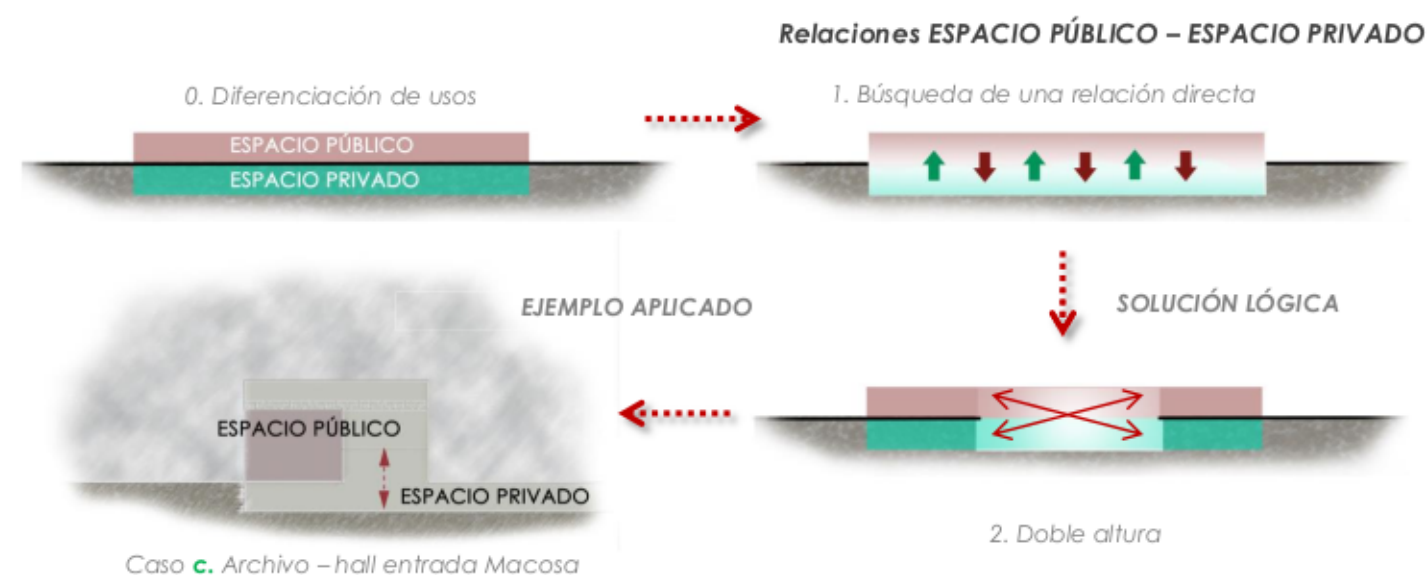 Relaciones ESPACIO PÚBLICO – ESPACIO PRIVADO
0. Diferenciación de usos
1. Búsqueda de una relación directa
ESPACIO PÚBLICO
ESPACIO PRIVADO
EJEMPLO APLICADO
SOLUCIÓN LÓGICA
ESPACIO PÚBLICO
ESPACIO PRIVADO
2. Doble altura
Caso c. Archivo – hall entrada Macosa